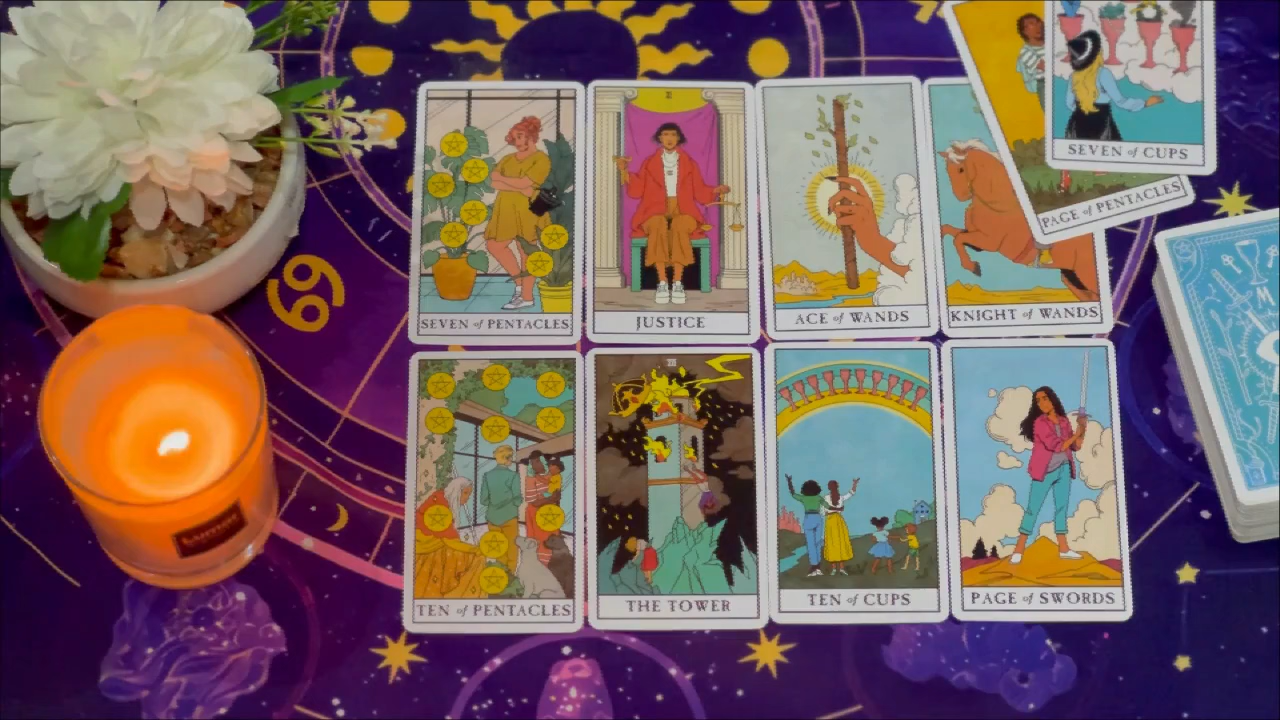 SEVEN of CUPS
PAGE of PENTACLES
SEVEN of PENTACLES
JUSTICE
ACE of WANDS
KNIGHT of WANDS
TEN of PENTACLES
THE TOWER
TEN of CUPS
PAGE of SWORDS